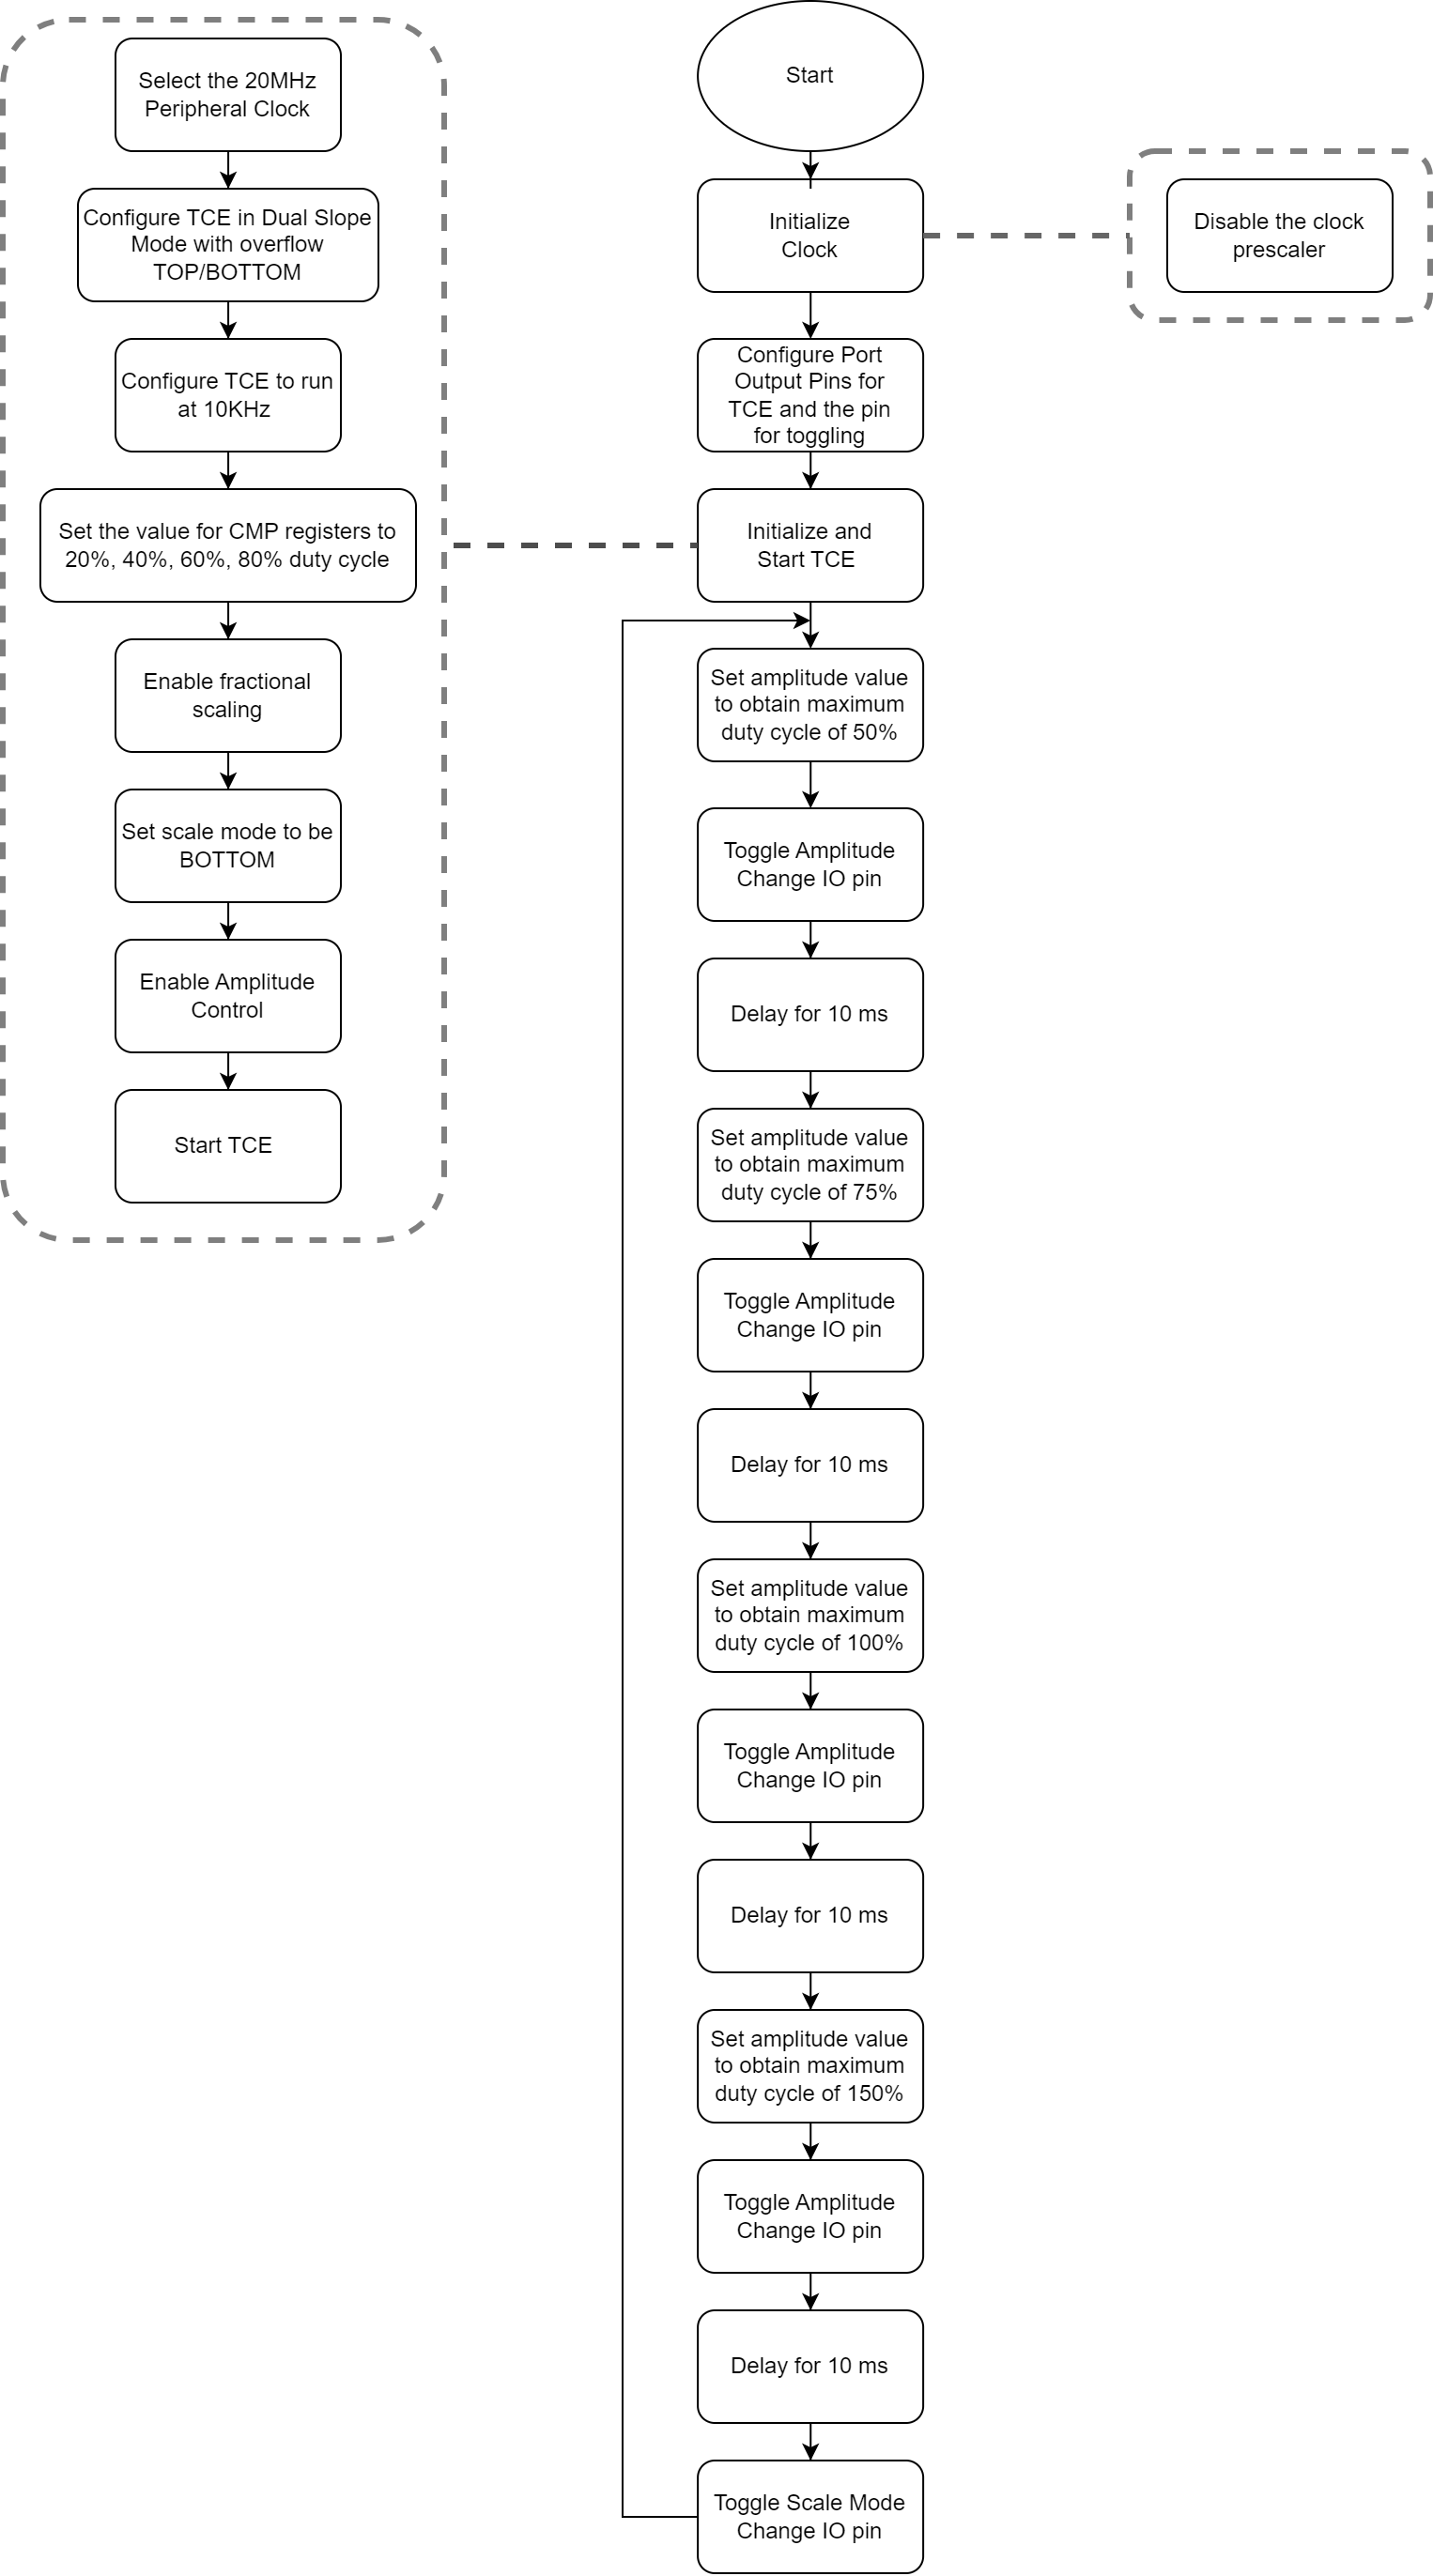 Select the 20MHz
Peripheral Clock
Configure TCE in Dual Slope
Mode with overflow
TOP/BOTTOM
Configure TCE to run
at 10KHz
Set the value for CMP registers to
20%, 40%, 60%, 80% duty cycle
Enable fractional
scaling
Set scale mode to be
BOTTOM
Enable Amplitude
Control
Start TCE
Start
Initialize
Clock
Configure Port
Output Pins for
TCE and the pin
for toggling
Initialize and
Start TCE
Set amplitude value
to obtain maximum
duty cycle of 50%
Toggle Amplitude
Change IO pin
Delay for 10 ms
Set amplitude value
to obtain maximum
duty cycle of 75%
Toggle Amplitude
Change IO pin
Delay for 10 ms
Set amplitude value
to obtain maximum
duty cycle of 100%
Toggle Amplitude
Change IO pin
Delay for 10 ms
Set amplitude value
to obtain maximum
duty cycle of 150%
Toggle Amplitude
Change IO pin
Delay for 10 ms
Toggle Scale Mode
Change IO pin
Disable the clock
prescaler